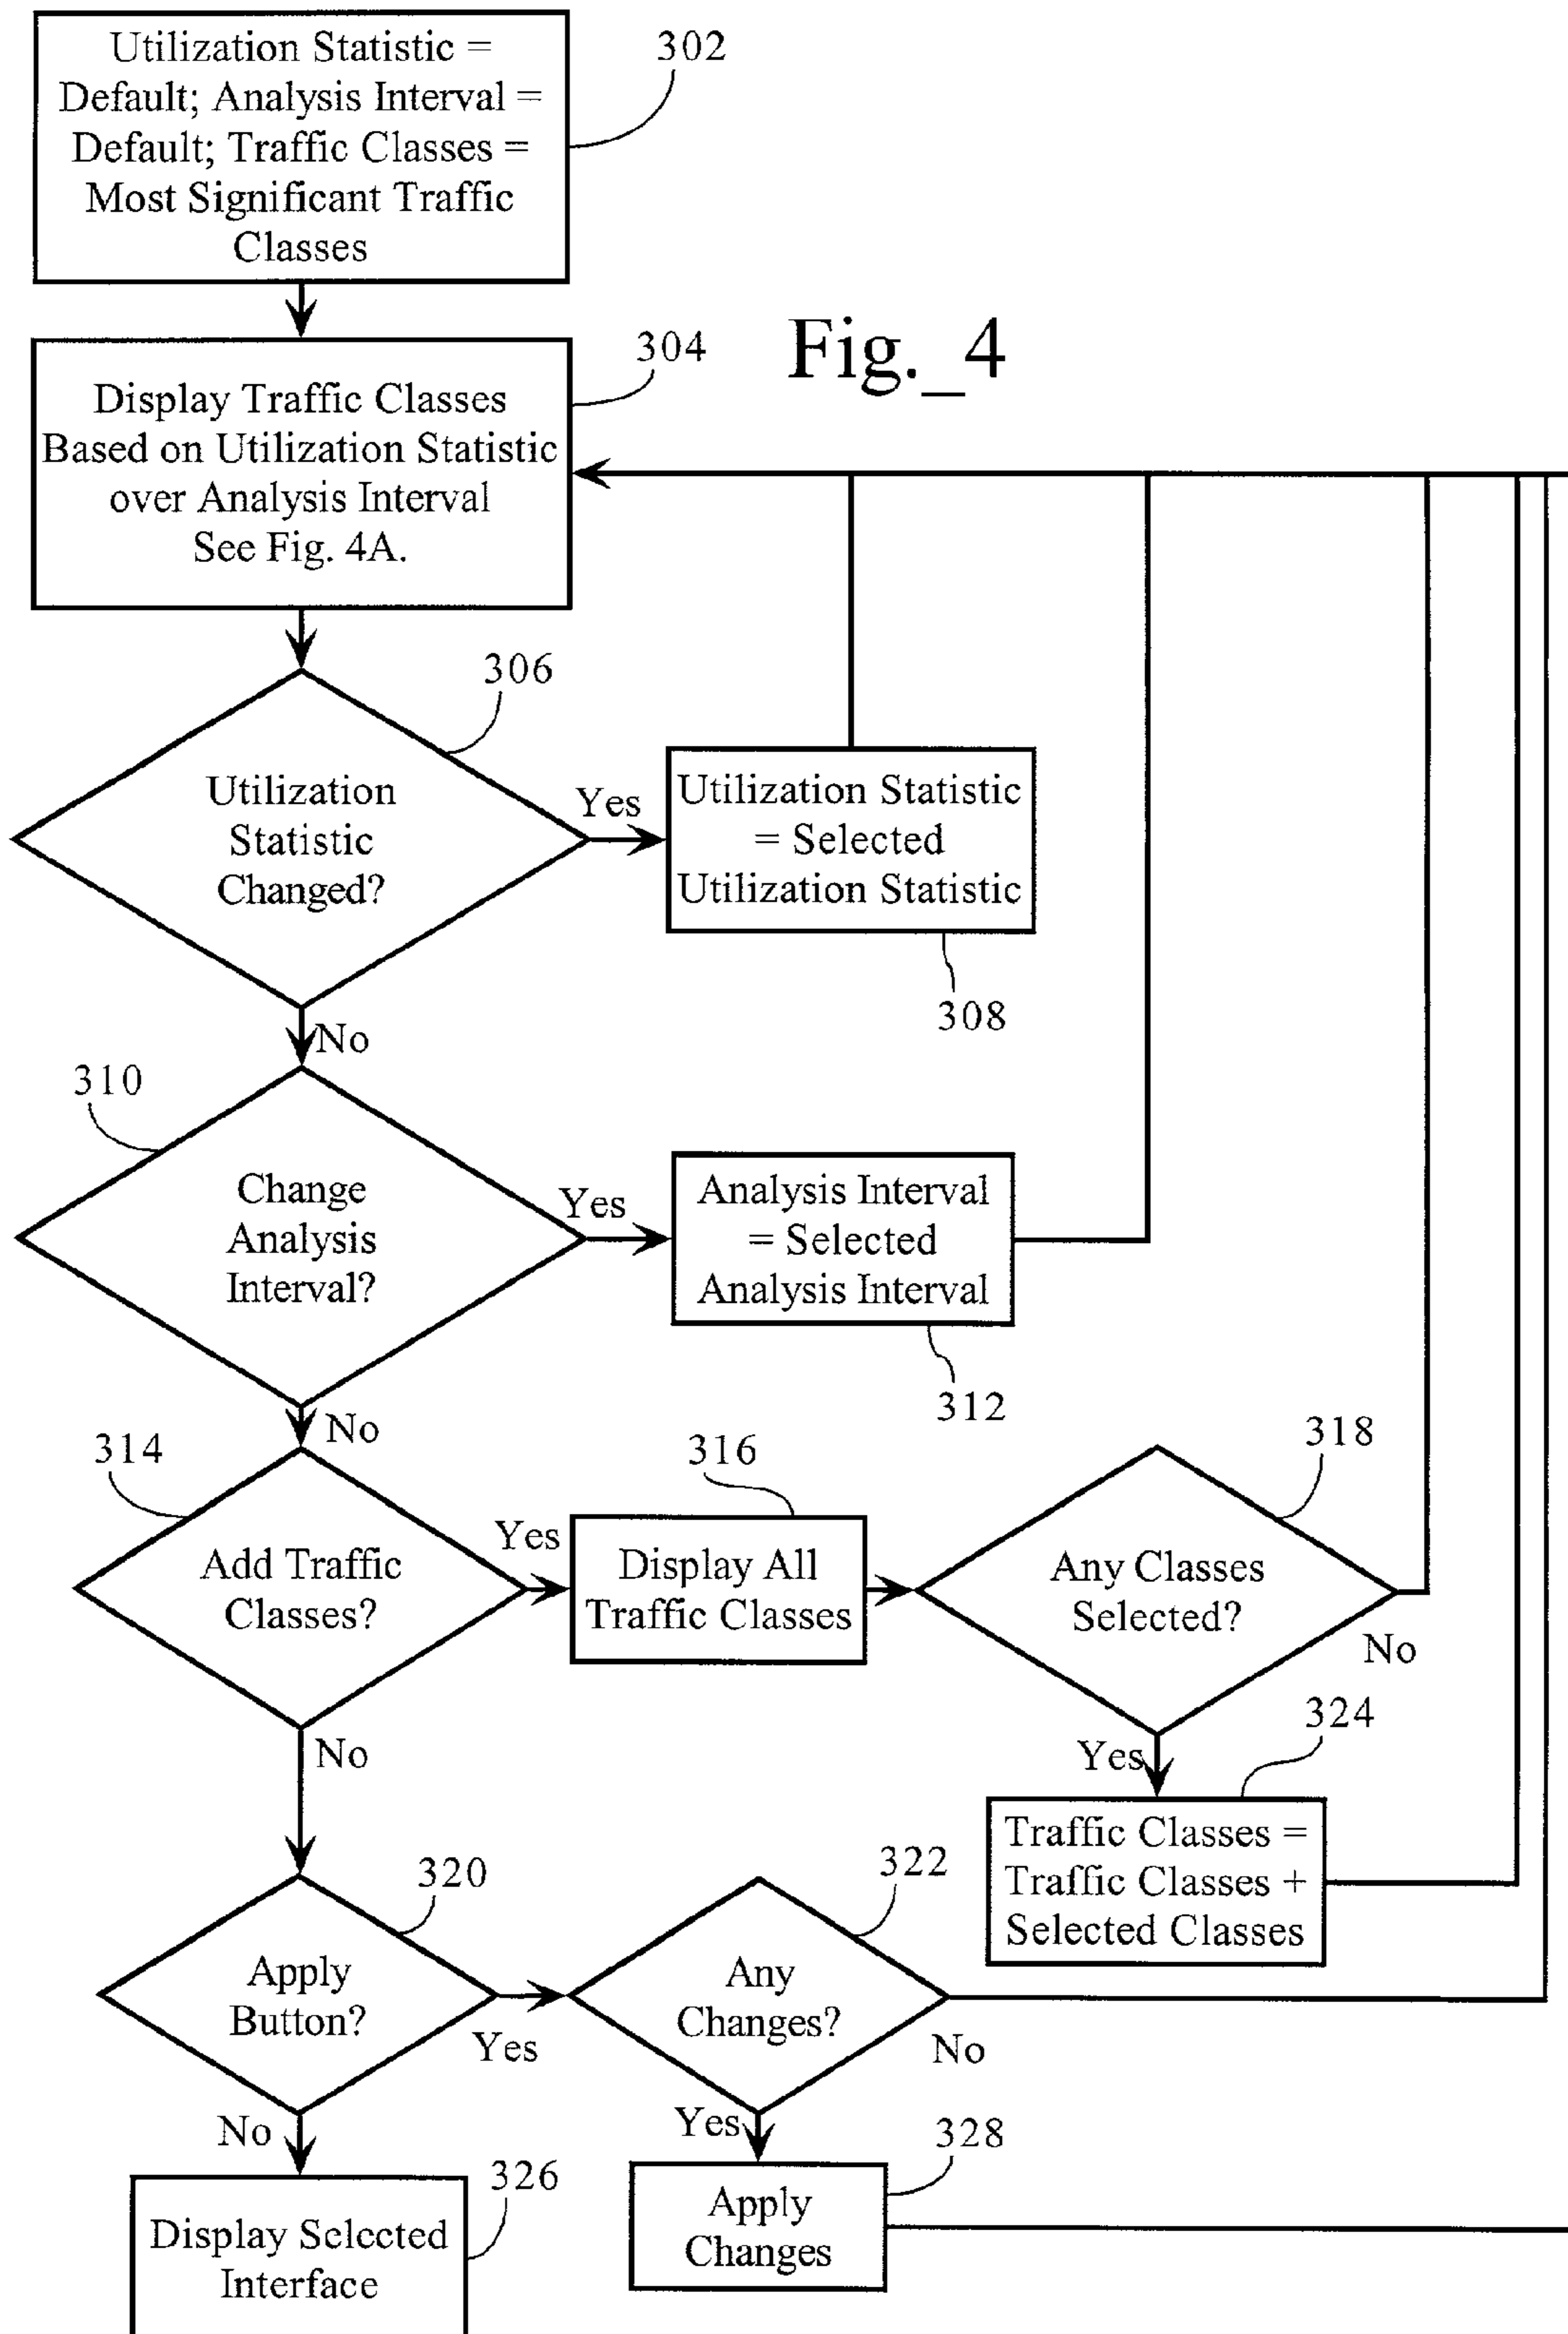 Utilization Statistic =
Default; Analysis Interval =
Default; Traffic Classes =
Most Significant Traffic
Classes
302
Fig._4
304
Display Traffic Classes
Based on Utilization Statistic
over Analysis Interval
See Fig. 4A.
306
Utilization
Statistic
Changed?
Yes
Utilization Statistic
= Selected
Utilization Statistic
308
No
310
Change
Analysis
Interval?
Yes
Analysis Interval
= Selected
Analysis Interval
312
No
314
Add Traffic
Classes?
Yes
316
Display All
Traffic Classes
318
Any Classes
Selected?
No
Yes
324
Traffic Classes =
Traffic Classes +
Selected Classes
No
320
Apply
Button?
Yes
322
Any
Changes?
No
Yes
328
Apply
Changes
No
326
Display Selected
Interface